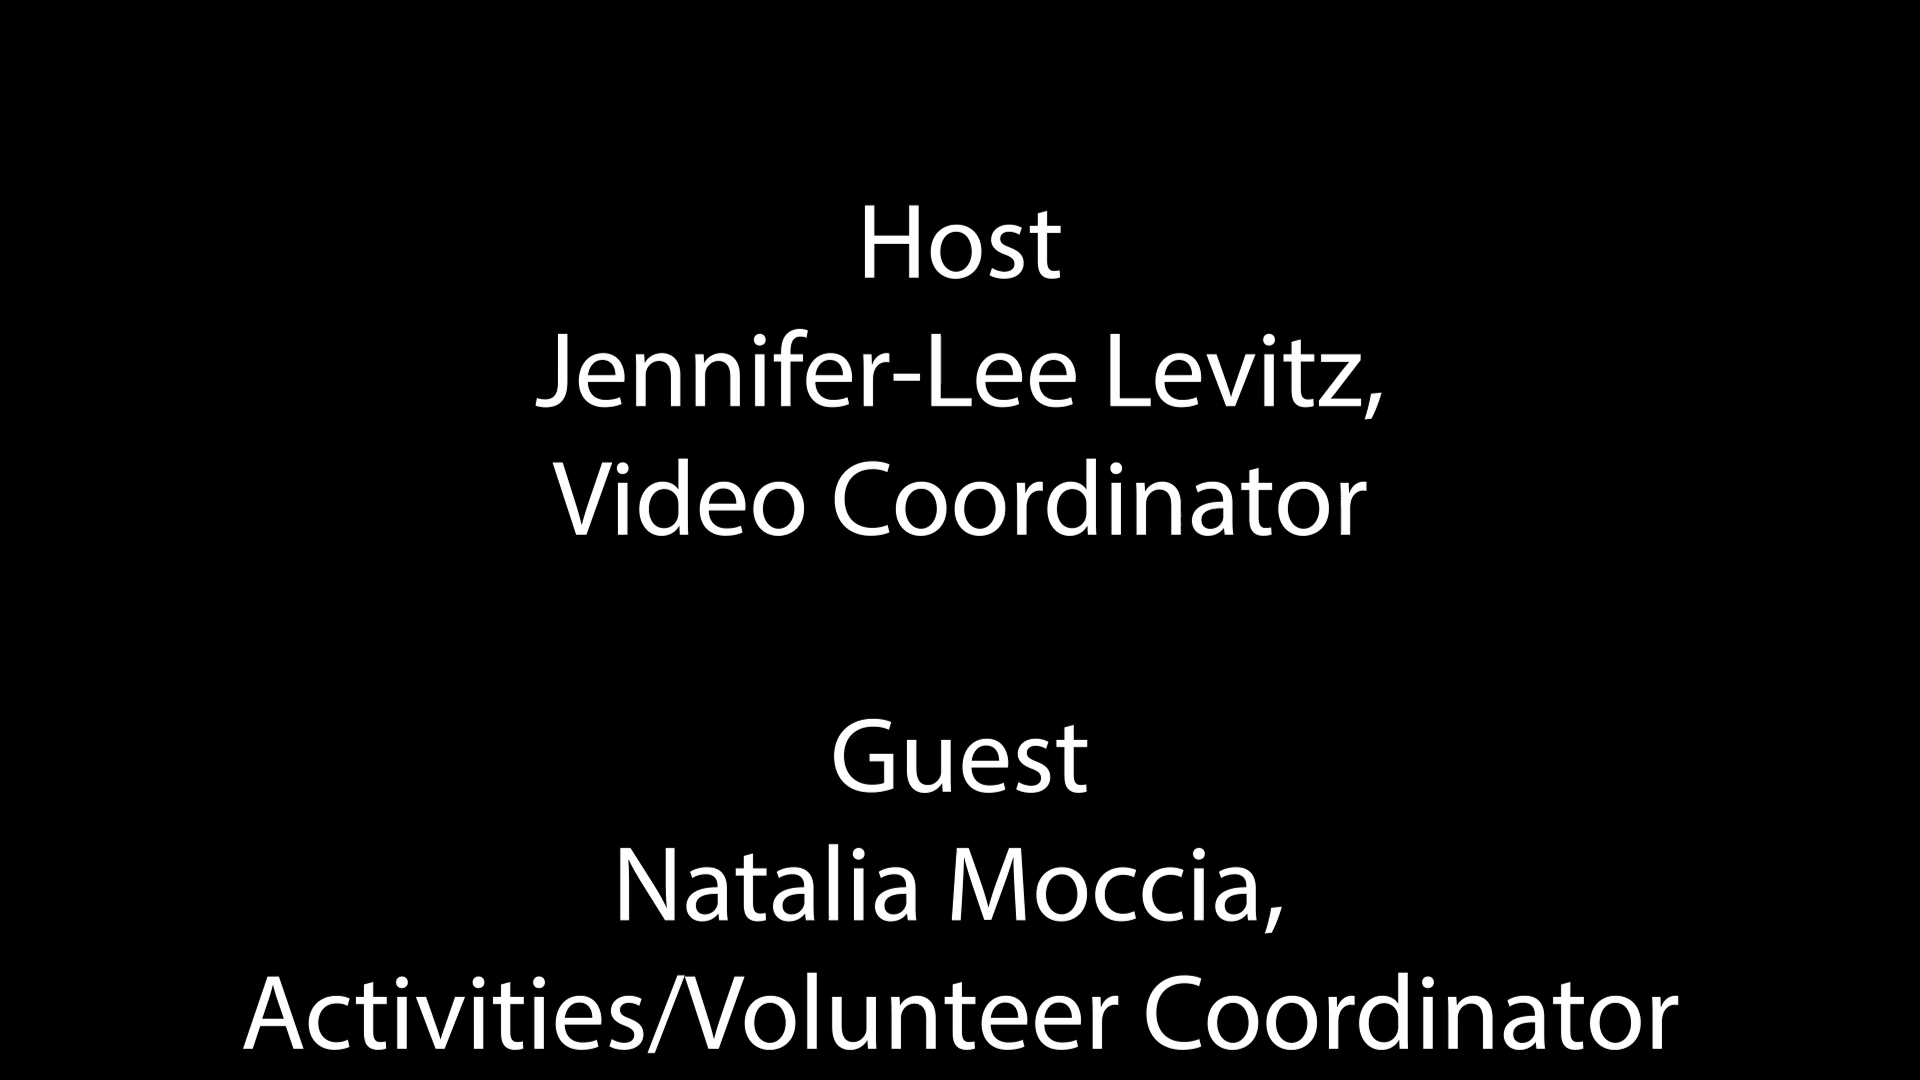 Host
Jennifer-Lee Levitz,
Video Coordinator
Guest
Natalia Moccia,
Activities/Volunteer Coordinator